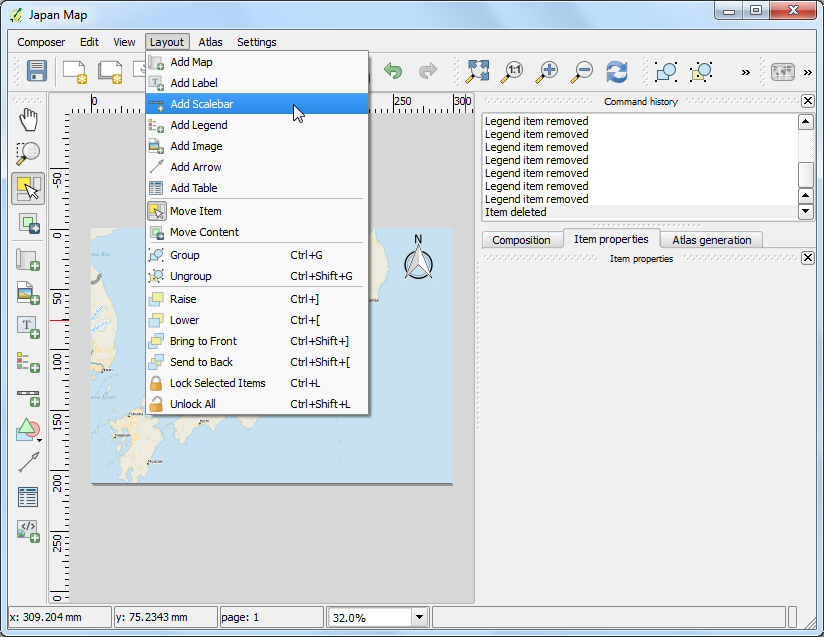 Japan Map
Composer Edit View Layout Atlas Settings
Add Map
Add Label
Add Scalebar
Add Legend
Add Image
Add Arrow
Add Table
Move Item
Move Content
Group Ctrl+G
Ungroup Ctrl+Shift+G
Raise Ctrl+]
Lower Ctrl+[
Bring to Front Ctrl+Shift+]
Send to Back Ctrl+Shift+[
Lock Selected Items Ctrl+L
Unlock All Ctrl+Shift+L
1:1
»
»
0 250 300
-50
0
50
100
150
200
250
300
N
T
Command history
Legend item removed
Legend item removed
Legend item removed
Legend item removed
Legend item removed
Legend item removed
Legend item removed
Item deleted
Composition Item properties Atlas generation
Item properties
x: 309.204 mm y: 75.2343 mm page: 1 32.0%